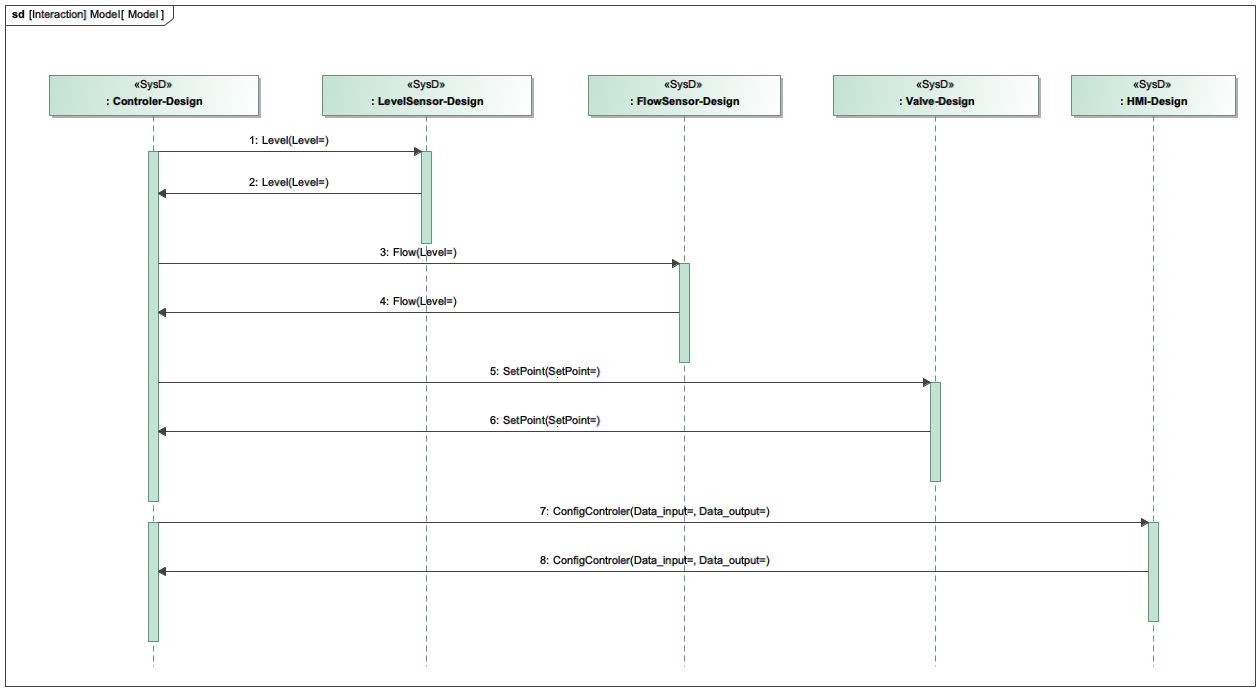 sd [Interaction] Model[ Model ]
«SysD»
: Controler-Design
«SysD»
: LevelSensor-Design
«SysD»
: FlowSensor-Design
«SysD»
: Valve-Design
«SysD»
: HMI-Design
1: Level(Level=)
2: Level(Level=)
3: Flow(Level=)
4: Flow(Level=)
5: SetPoint(SetPoint=)
6: SetPoint(SetPoint=)
7: ConfigControler(Data_input=, Data_output=)
8: ConfigControler(Data_input=, Data_output=)